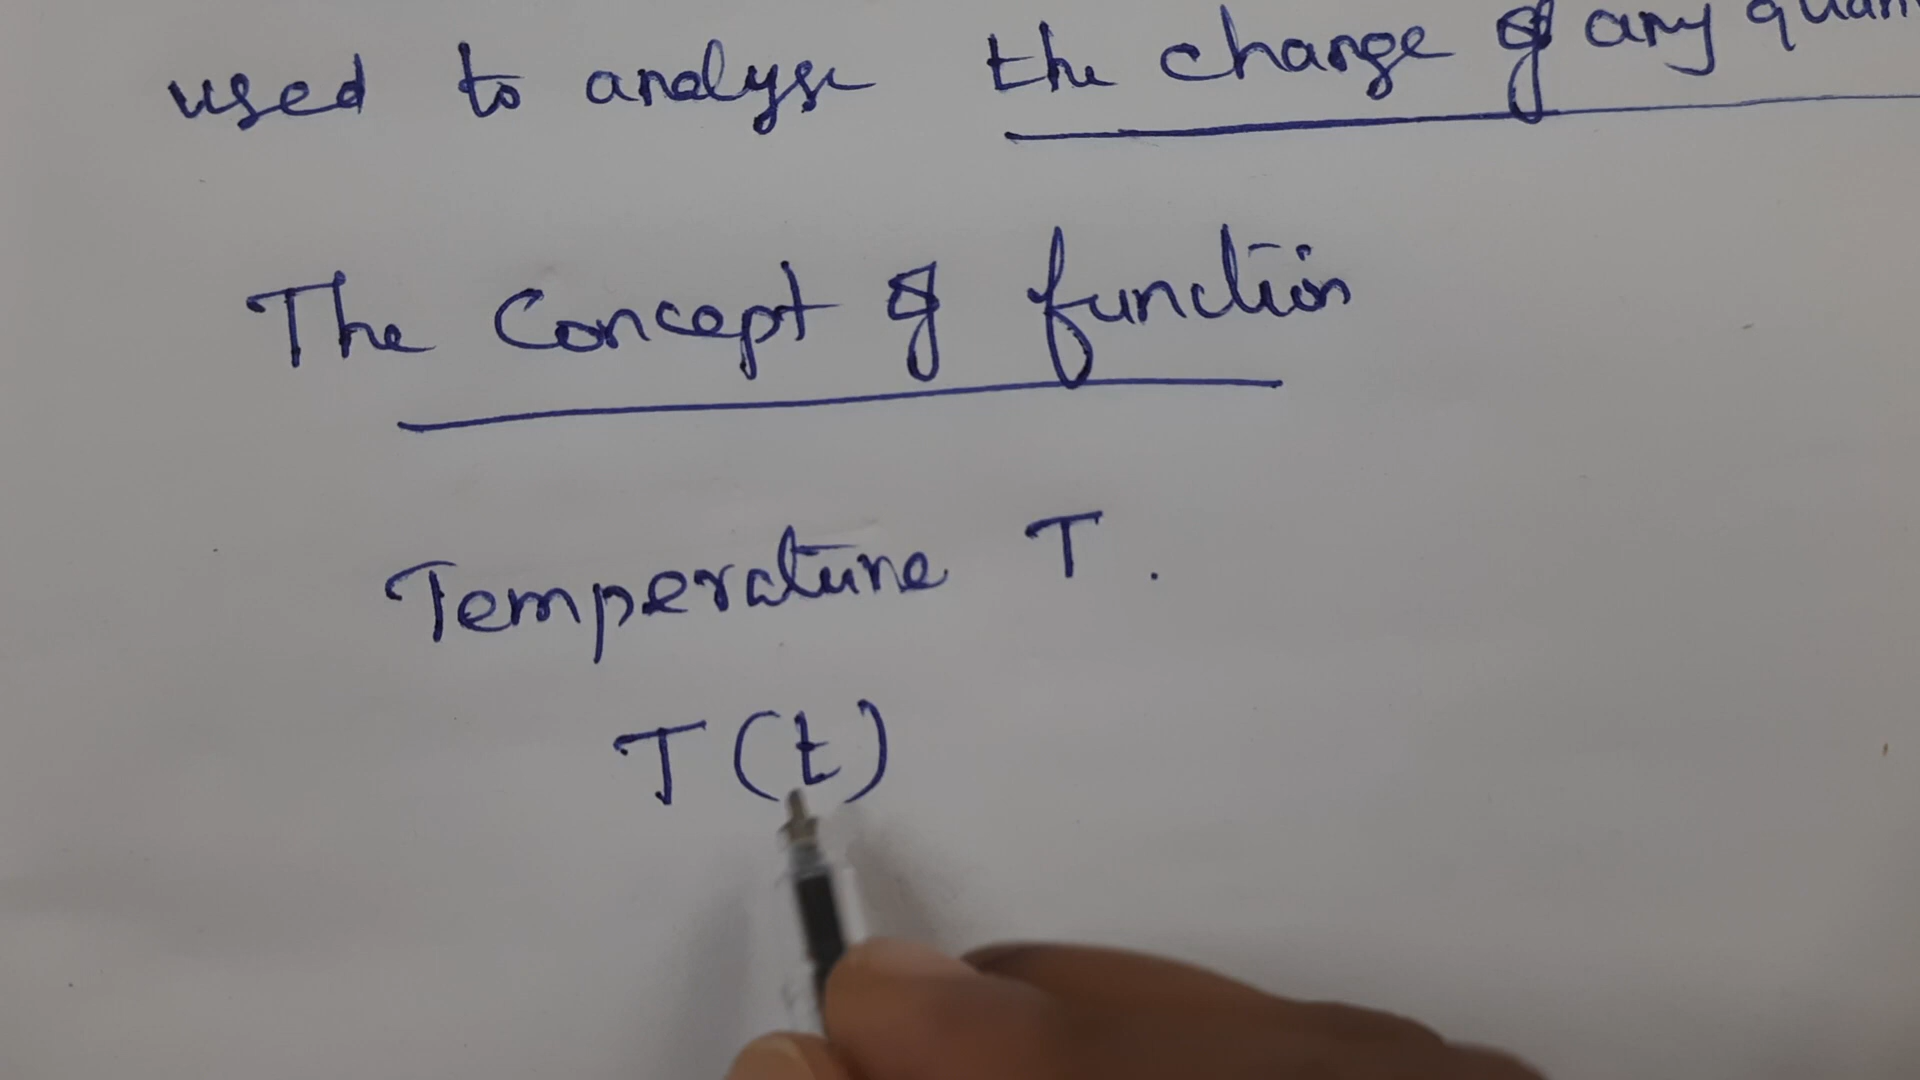 used to analyse the change of any
The Concept of function
Temperature T.
T(t)